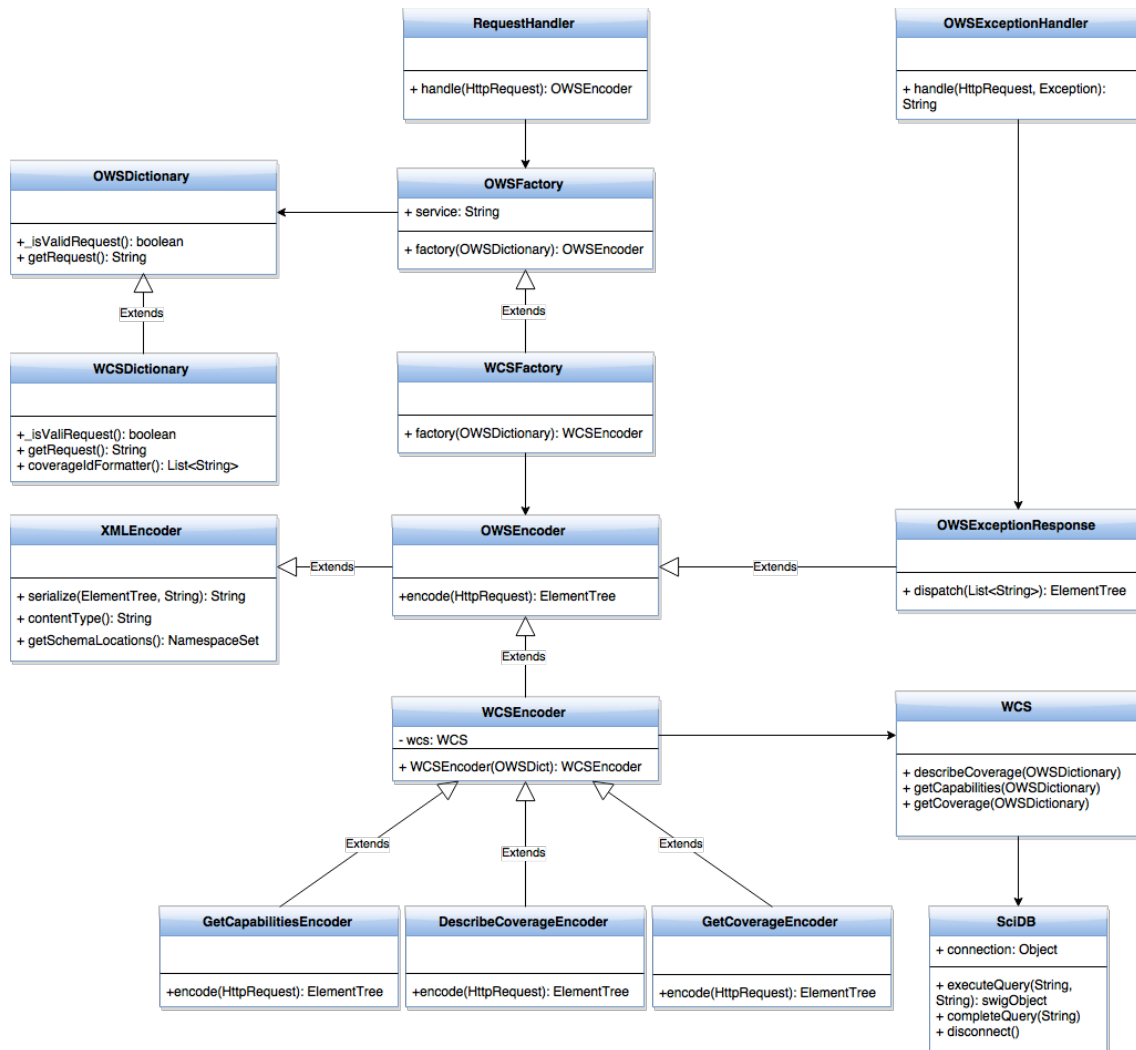 RequestHandler
+ handle(HttpRequest): OWSEncoder
OWSExceptionHandler
+ handle(HttpRequest, Exception):
String
OWSDictionary
+_isValidRequest(): boolean
+ getRequest(): String
OWSFactory
+ service: String
+ factory(OWSDictionary): OWSEncoder
Extends
Extends
WCSDictionary
+_isValiRequest(): boolean
+ getRequest(): String
+ coverageIdFormatter(): List<String>
WCSFactory
+ factory(OWSDictionary): WCSEncoder
XMLEncoder
+ serialize(ElementTree, String): String
+ contentType(): String
+ getSchemaLocations(): NamespaceSet
Extends
OWSEncoder
+encode(HttpRequest): ElementTree
Extends
OWSExceptionResponse
+ dispatch(List<String>): ElementTree
Extends
WCSEncoder
- wcs: WCS
+ WCSEncoder(OWSDict): WCSEncoder
WCS
+ describeCoverage(OWSDictionary)
+ getCapabilities(OWSDictionary)
+ getCoverage(OWSDictionary)
Extends
Extends
Extends
GetCapabilitiesEncoder
+encode(HttpRequest): ElementTree
DescribeCoverageEncoder
+encode(HttpRequest): ElementTree
GetCoverageEncoder
+encode(HttpRequest): ElementTree
SciDB
+ connection: Object
+ executeQuery(String,
String): swigObject
+ completeQuery(String)
+ disconnect()